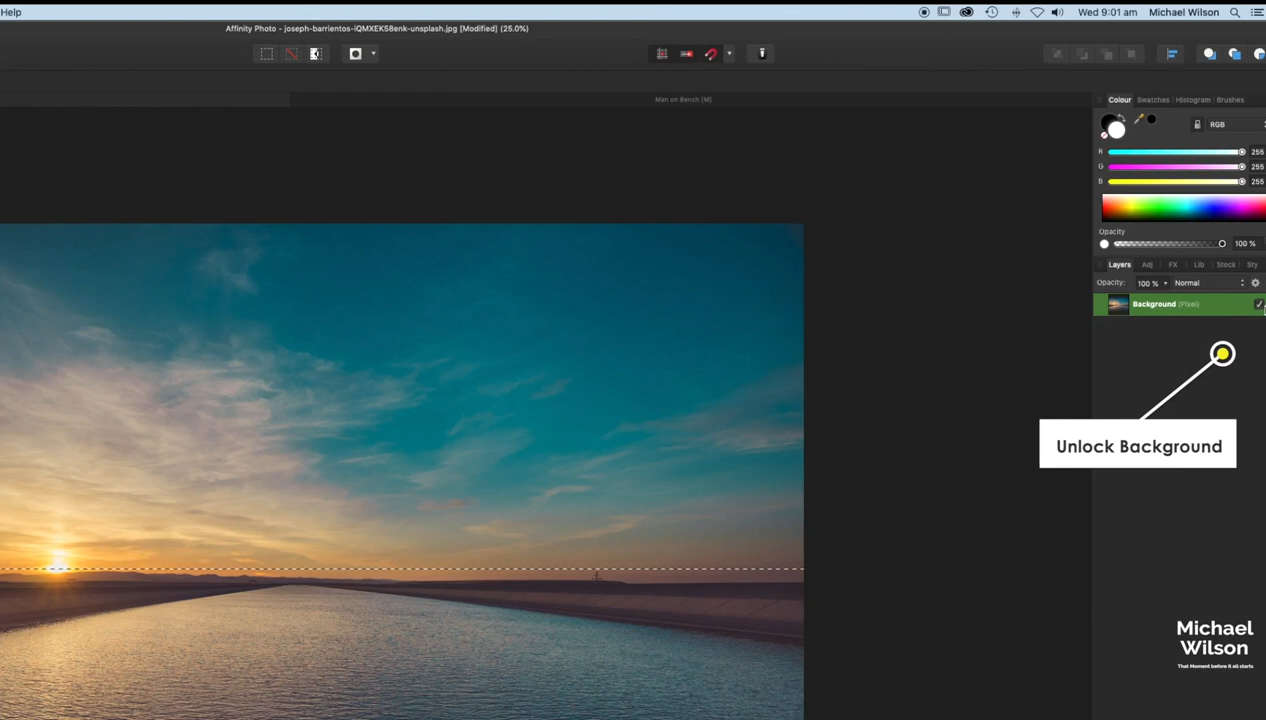 Help
Wed 9:01 am Michael Wilson
Affinity Photo - joseph-barrientos-iQMXEK58enk-unsplash.jpg [Modified] (25.0%)
Man on Bench [M]
Colour Swatches Histogram Brushes
RGB
R 255
G 255
B 255
Opacity
100 %
Layers Adj FX Lib Stock Sty
Opacity: 100 % Normal
Background (Pixel)
Unlock Background
Michael
Wilson
That Moment before it all starts